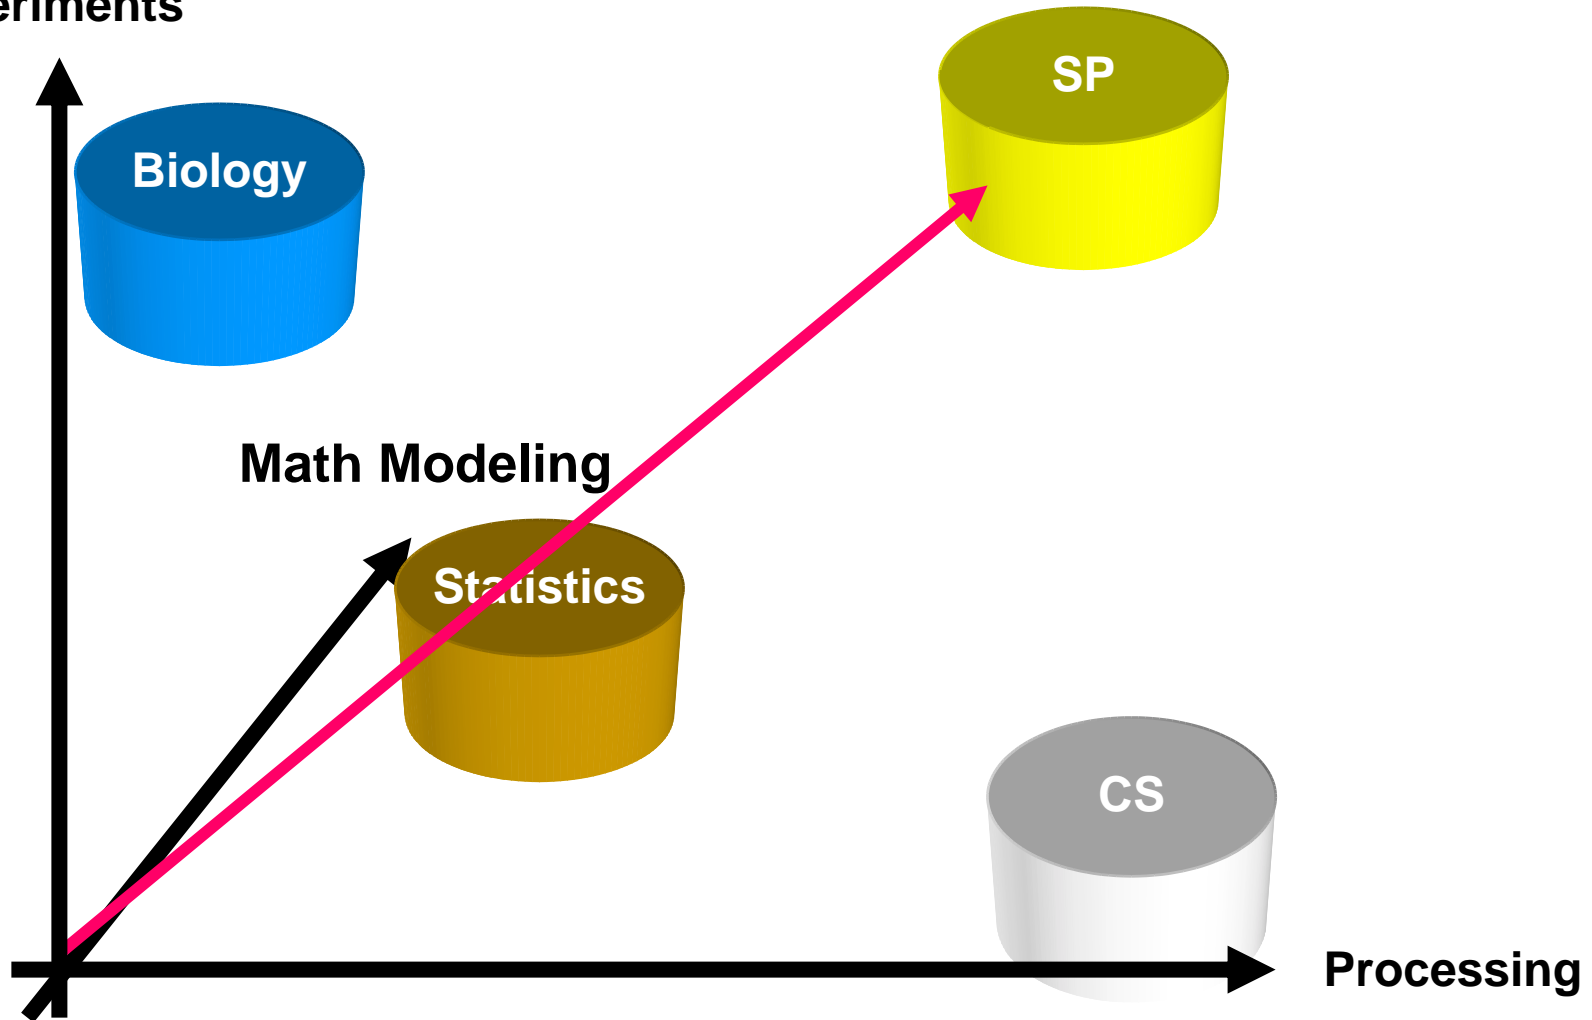 eriments
SP
Biology
Math Modeling
Statistics
CS
Processing